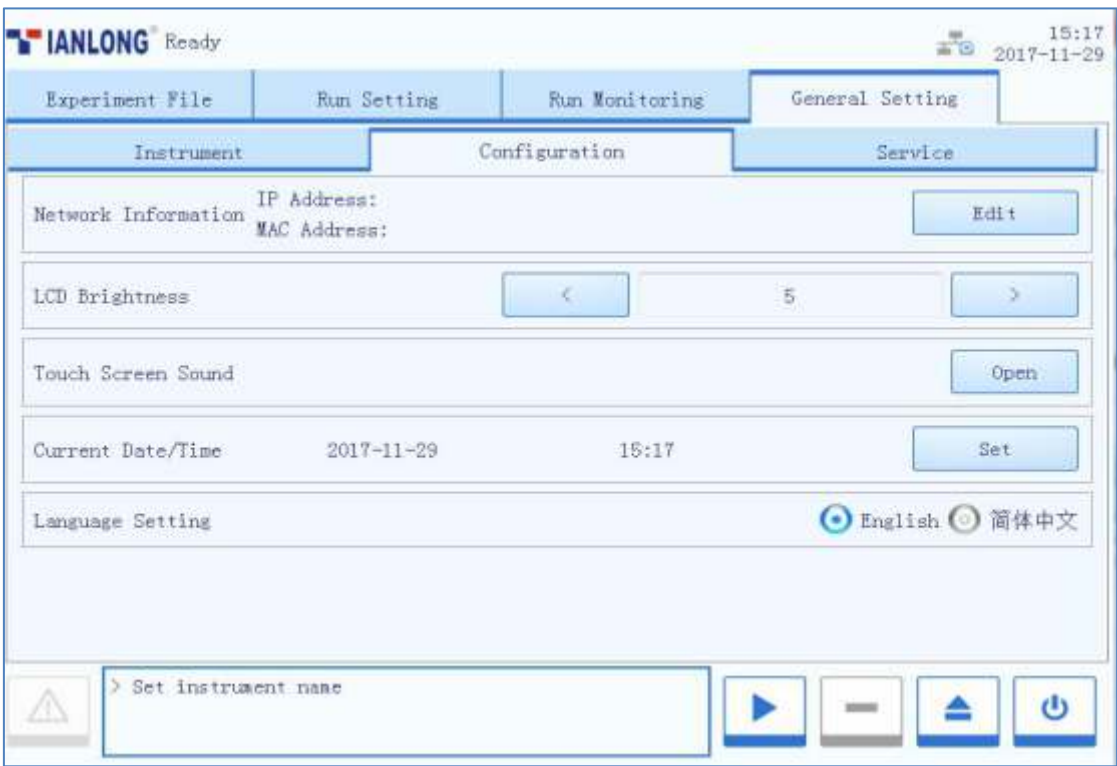 TIANLONG® Ready
15:17
2017-11-29
Experiment File Run Setting Run Monitoring General Setting
Instrument Configuration Service
Network Information
IP Address:
MAC Address:
Edit
LCD Brightness < 5 >
Touch Screen Sound Open
Current Date/Time 2017-11-29 15:17 Set
Language Setting English 简体中文
> Set instrument name